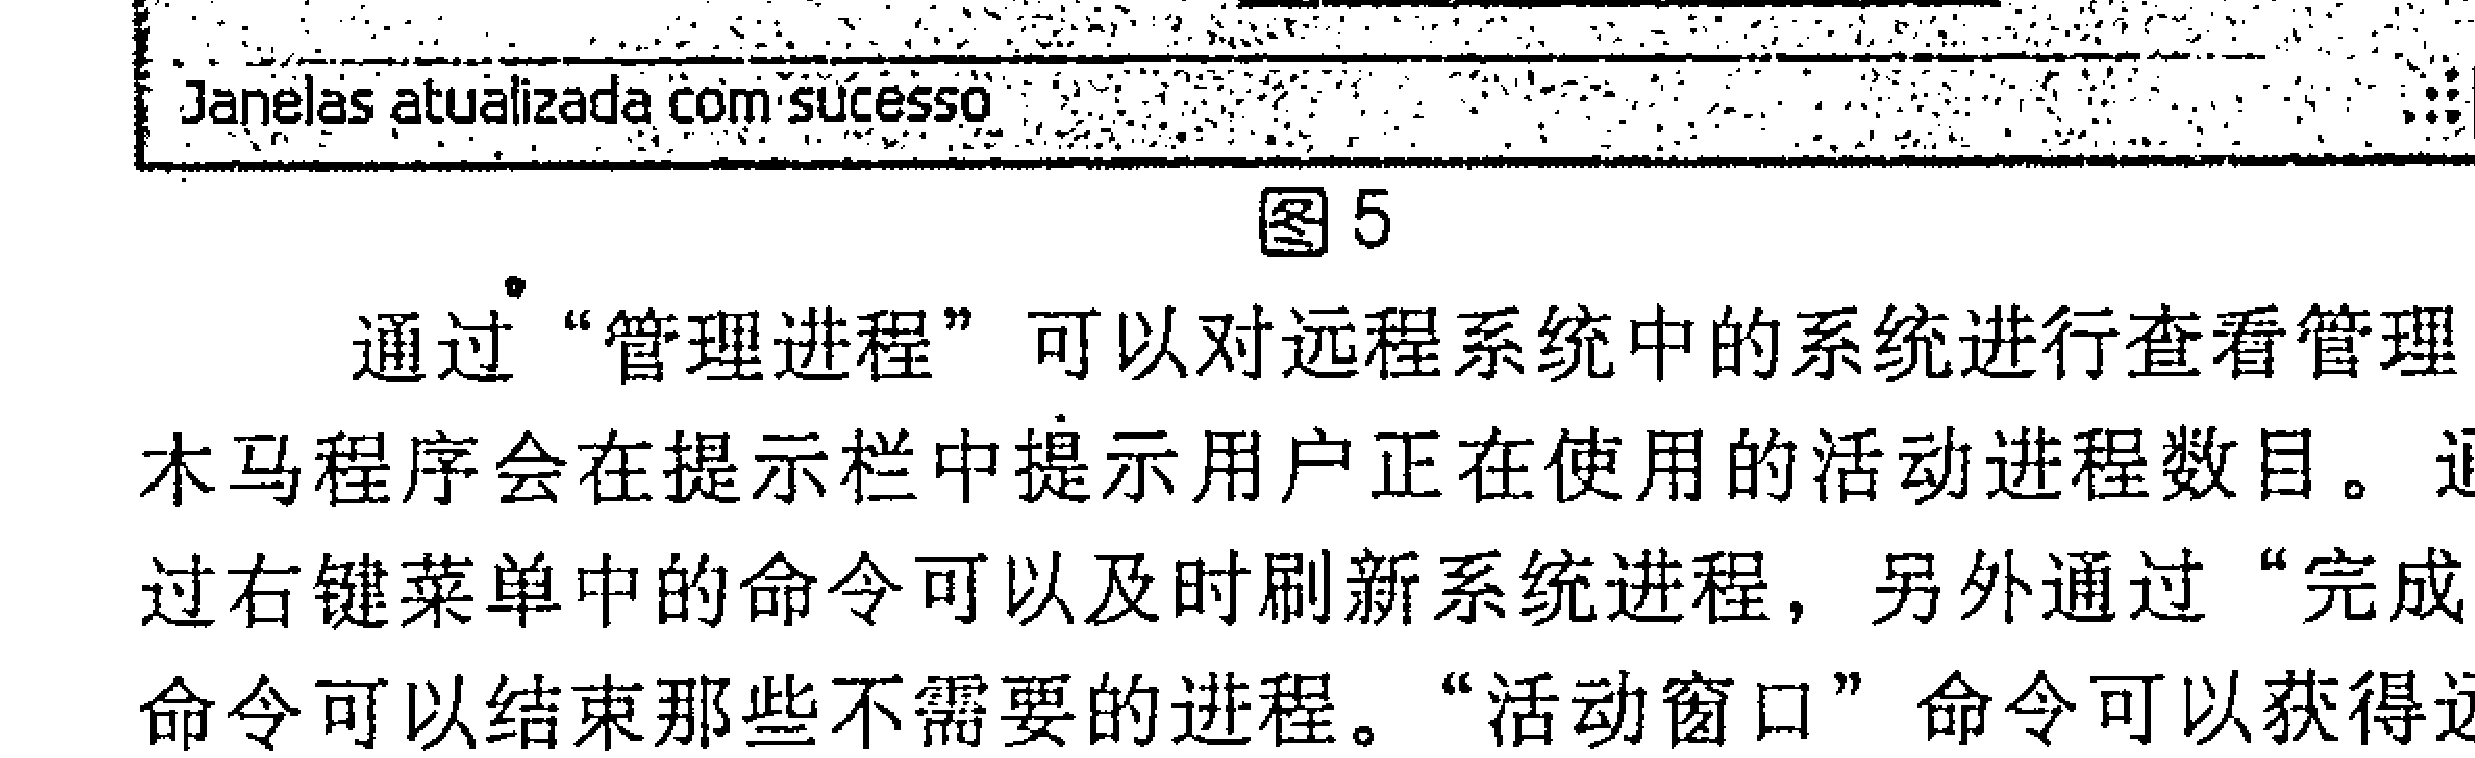 Janelas atualizada com sucesso
图 5
通过“管理进程”可以对远程系统中的系统进行查看管理
木马程序会在提示栏中提示用户正在使用的活动进程数目。通
过右键菜单中的命令可以及时刷新系统进程，另外通过“完成
命令可以结束那些不需要的进程。“活动窗口”命令可以获得远